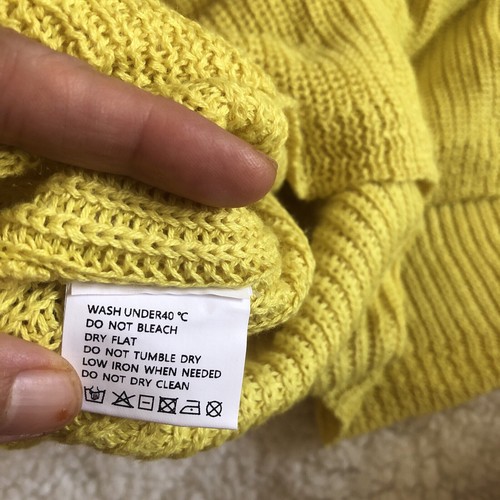 WASH UNDER40 ℃
DO NOT BLEACH
DRY FLAT
DO NOT TUMBLE DRY
LOW IRON WHEN NEEDED
DO NOT DRY CLEAN